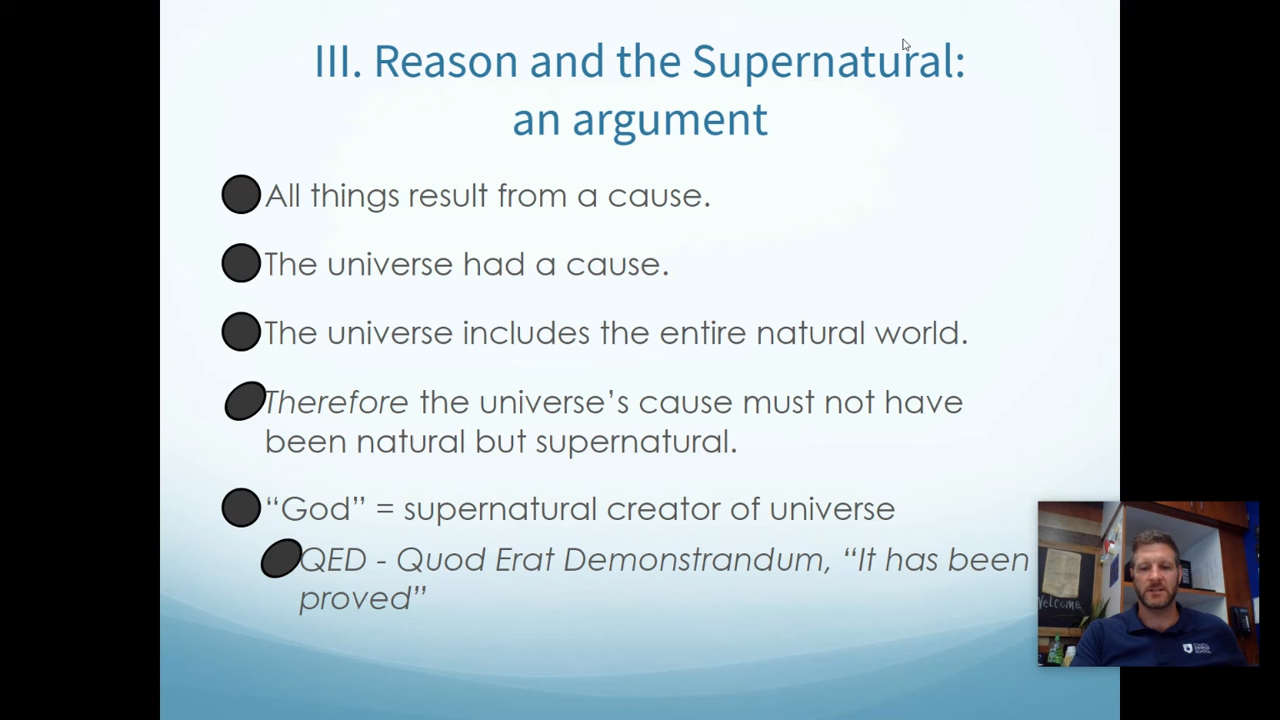 III. Reason and the Supernatural:
an argument
All things result from a cause.
The universe had a cause.
The universe includes the entire natural world.
Therefore the universe’s cause must not have
been natural but supernatural.
“God” = supernatural creator of universe
QED - Quod Erat Demonstrandum, “It has been
proved”
Welcome